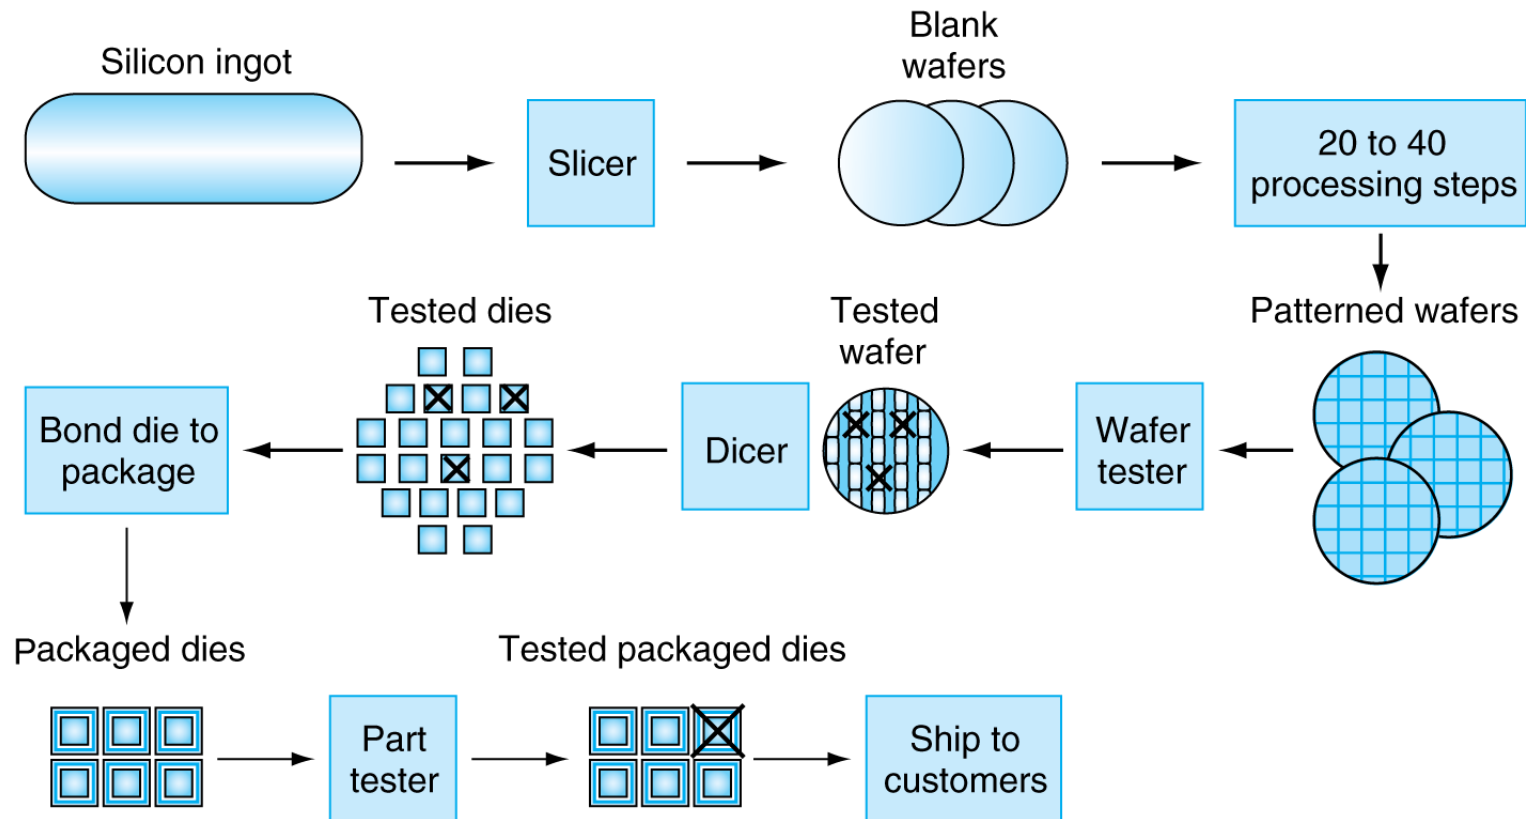 Silicon ingot
Slicer
Blank
wafers
20 to 40
processing steps
Tested dies
Tested
wafer
Patterned wafers
Bond die to
package
Dicer
Wafer
tester
Packaged dies
Tested packaged dies
Part
tester
Ship to
customers